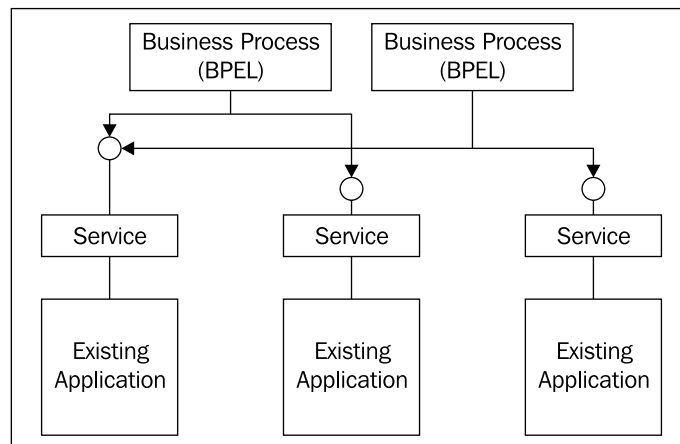 Business Process
(BPEL)
Business Process
(BPEL)
Service
Service
Service
Existing
Application
Existing
Application
Existing
Application